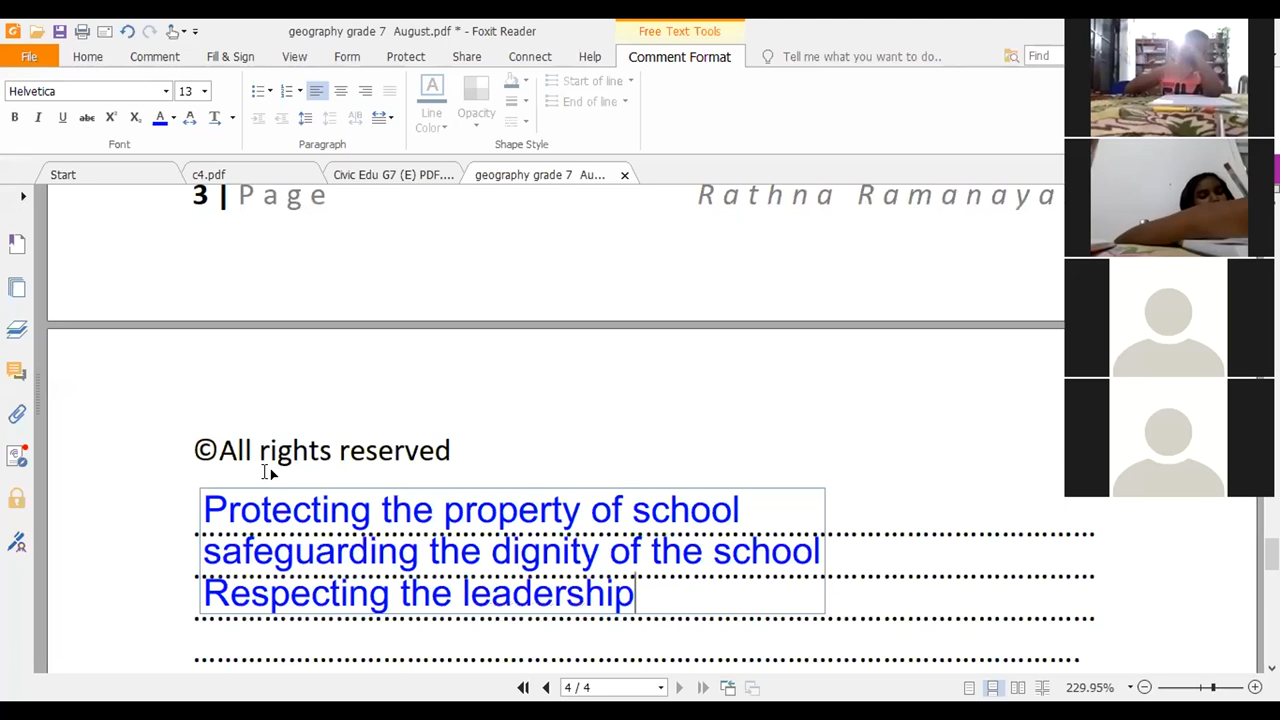 geography grade 7 August.pdf * - Foxit Reader
Free Text Tools
File
Home
Comment
Fill & Sign
View
Form
Protect
Share
Connect
Help
Comment Format
Tell me what you want to do..
Find
Helvetica
13
Line Color
Opacity
Start of line
End of line
Font
Paragraph
Shape Style
Start
c4.pdf
Civic Edu G7 (E) PDF....
geography grade 7 Au...
3 | Page
Rathna Ramanaya
©All rights reserved
Protecting the property of school
safeguarding the dignity of the school
Respecting the leadership
4 / 4
229.95%